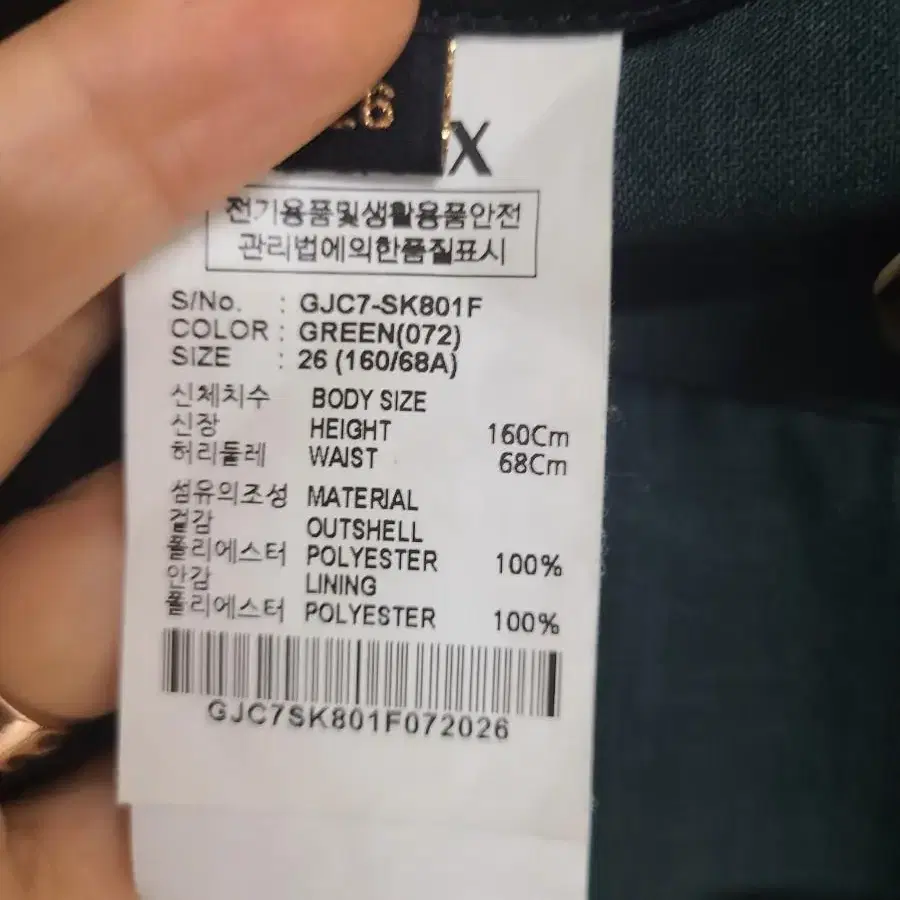 26
X
전기용품및생활용품안전
관리법에의한품질표시
S/No. : GJC7-SK801F
COLOR : GREEN(072)
SIZE : 26 (160/68A)
신체치수 BODY SIZE
신장 HEIGHT 160Cm
허리둘레 WAIST 68Cm
섬유의조성 MATERIAL
겉감 OUTSHELL
폴리에스터 POLYESTER 100%
안감 LINING
폴리에스터 POLYESTER 100%
GJC7SK801F072026